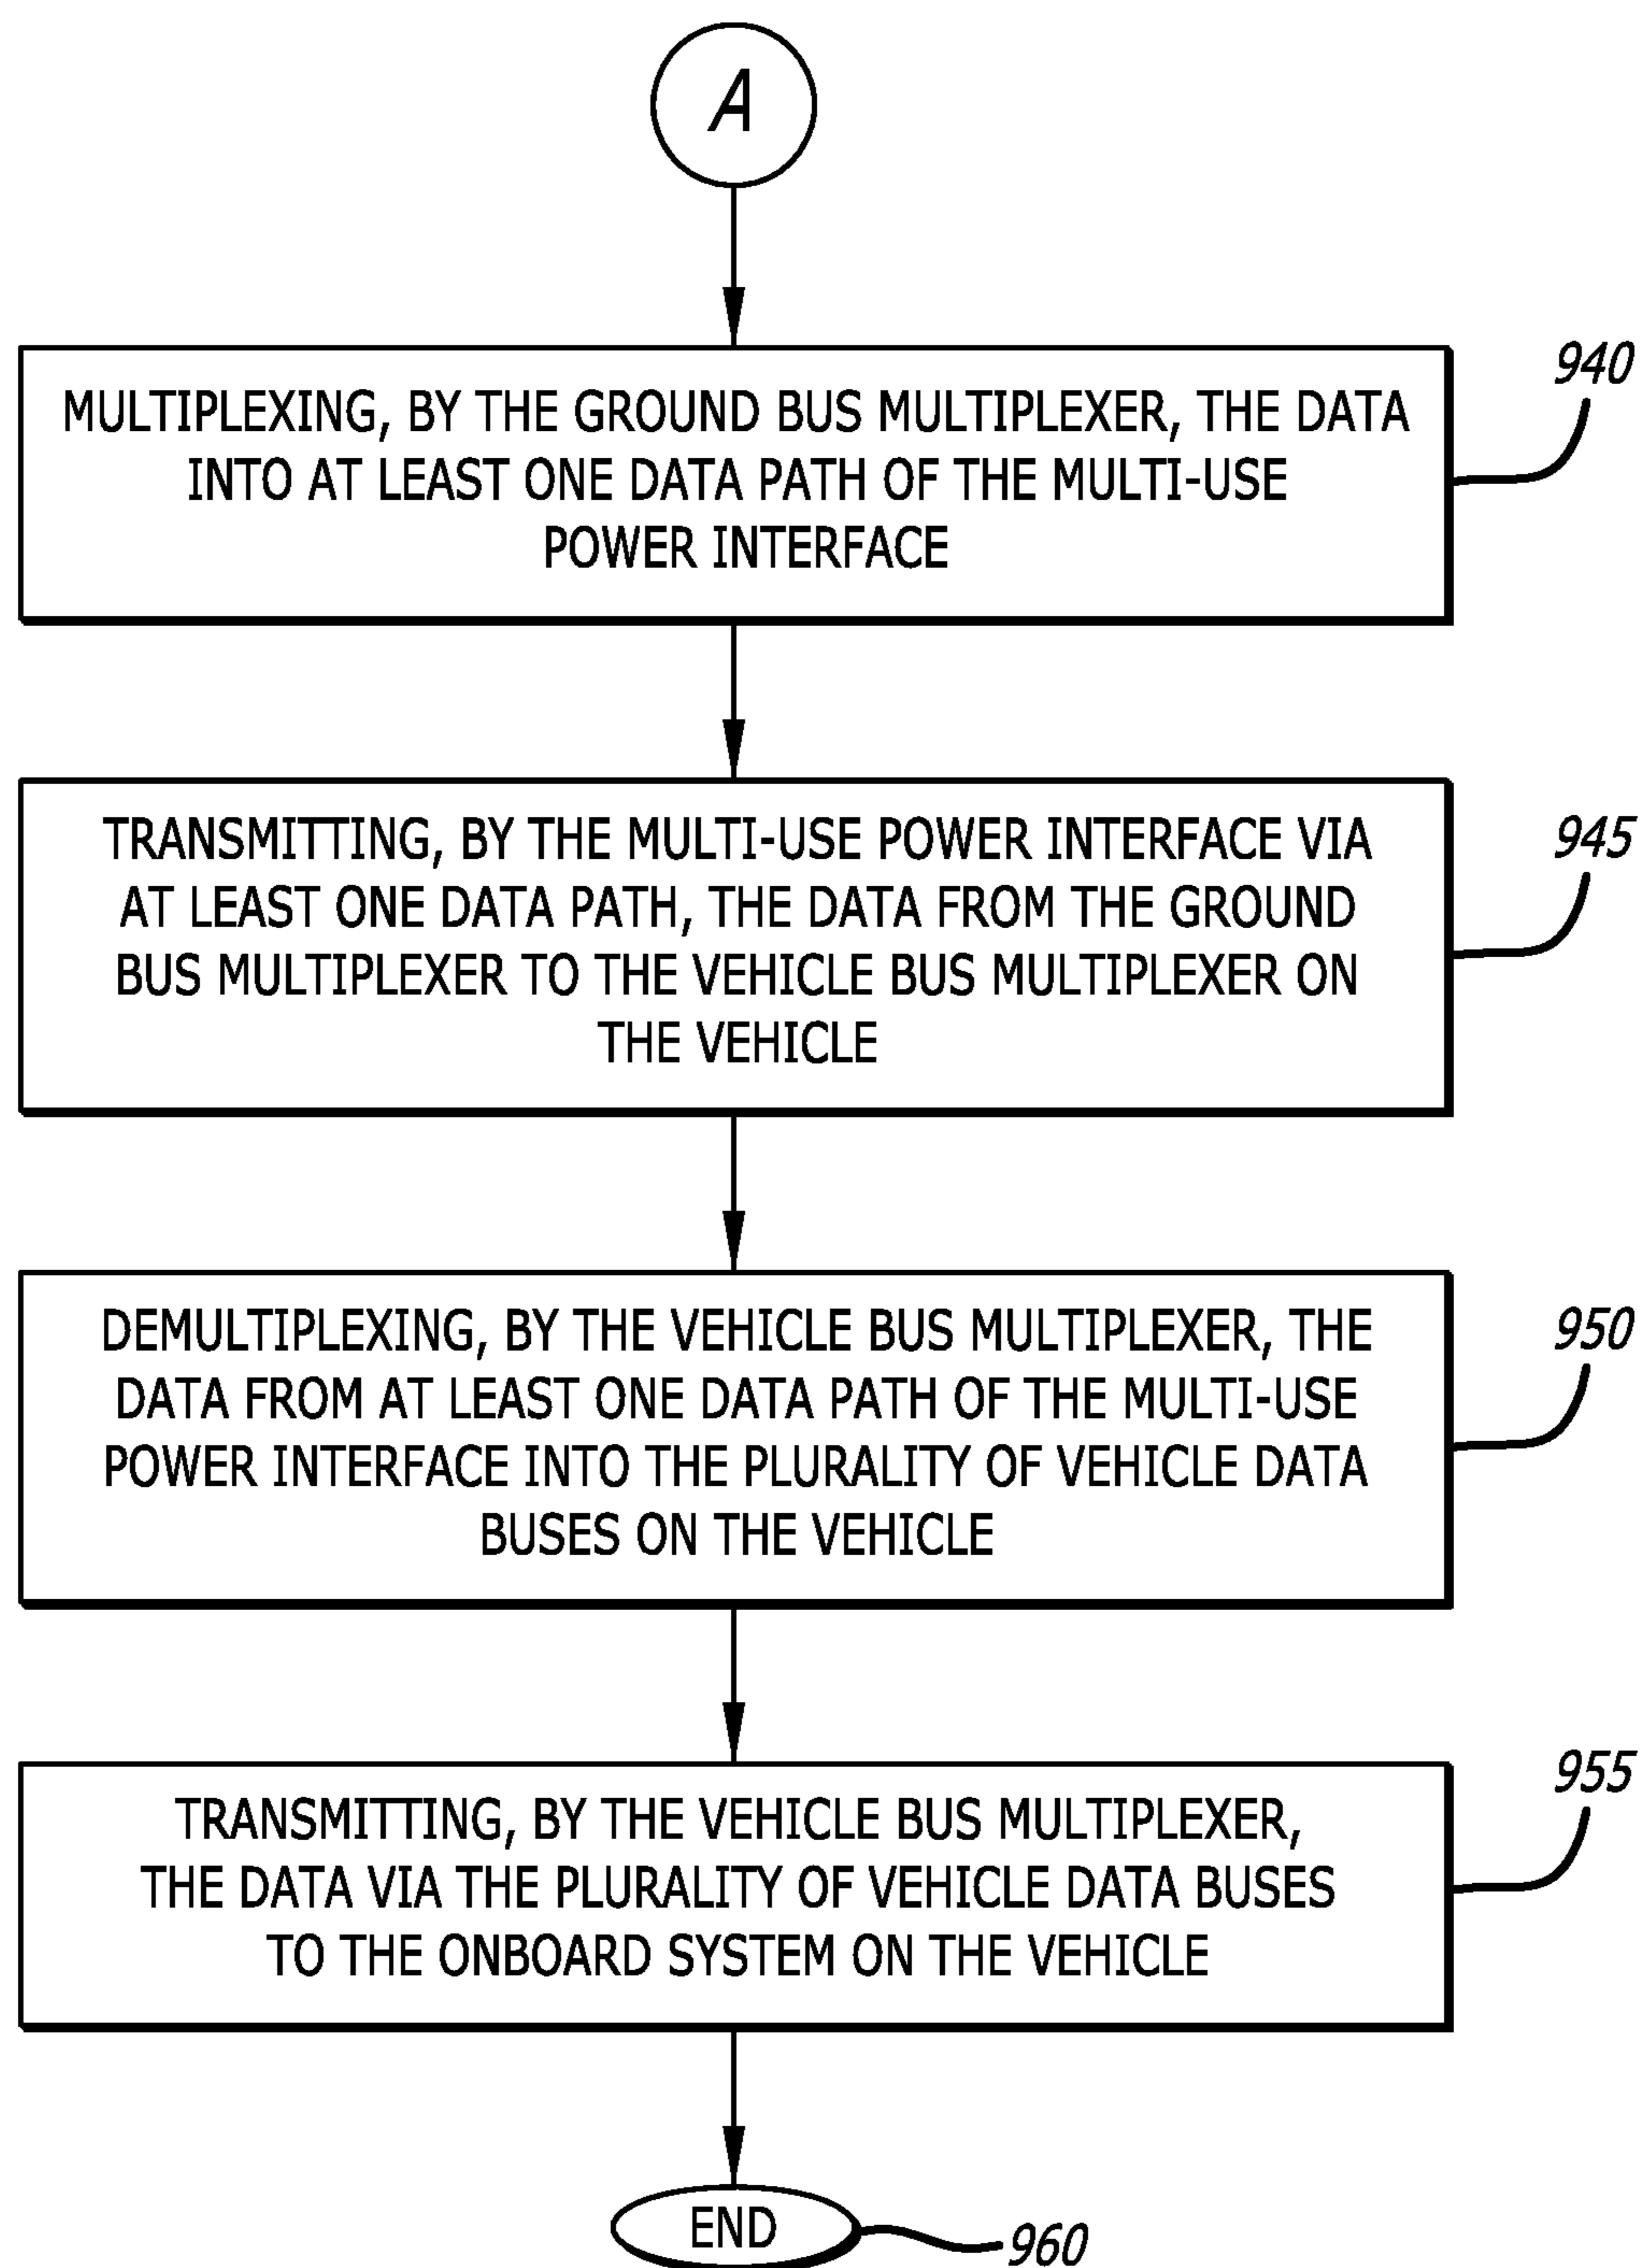 A
940
MULTIPLEXING, BY THE GROUND BUS MULTIPLEXER, THE DATA
INTO AT LEAST ONE DATA PATH OF THE MULTI-USE
POWER INTERFACE
945
TRANSMITTING, BY THE MULTI-USE POWER INTERFACE VIA
AT LEAST ONE DATA PATH, THE DATA FROM THE GROUND
BUS MULTIPLEXER TO THE VEHICLE BUS MULTIPLEXER ON
THE VEHICLE
950
DEMULTIPLEXING, BY THE VEHICLE BUS MULTIPLEXER, THE
DATA FROM AT LEAST ONE DATA PATH OF THE MULTI-USE
POWER INTERFACE INTO THE PLURALITY OF VEHICLE DATA
BUSES ON THE VEHICLE
955
TRANSMITTING, BY THE VEHICLE BUS MULTIPLEXER,
THE DATA VIA THE PLURALITY OF VEHICLE DATA BUSES
TO THE ONBOARD SYSTEM ON THE VEHICLE
END
960